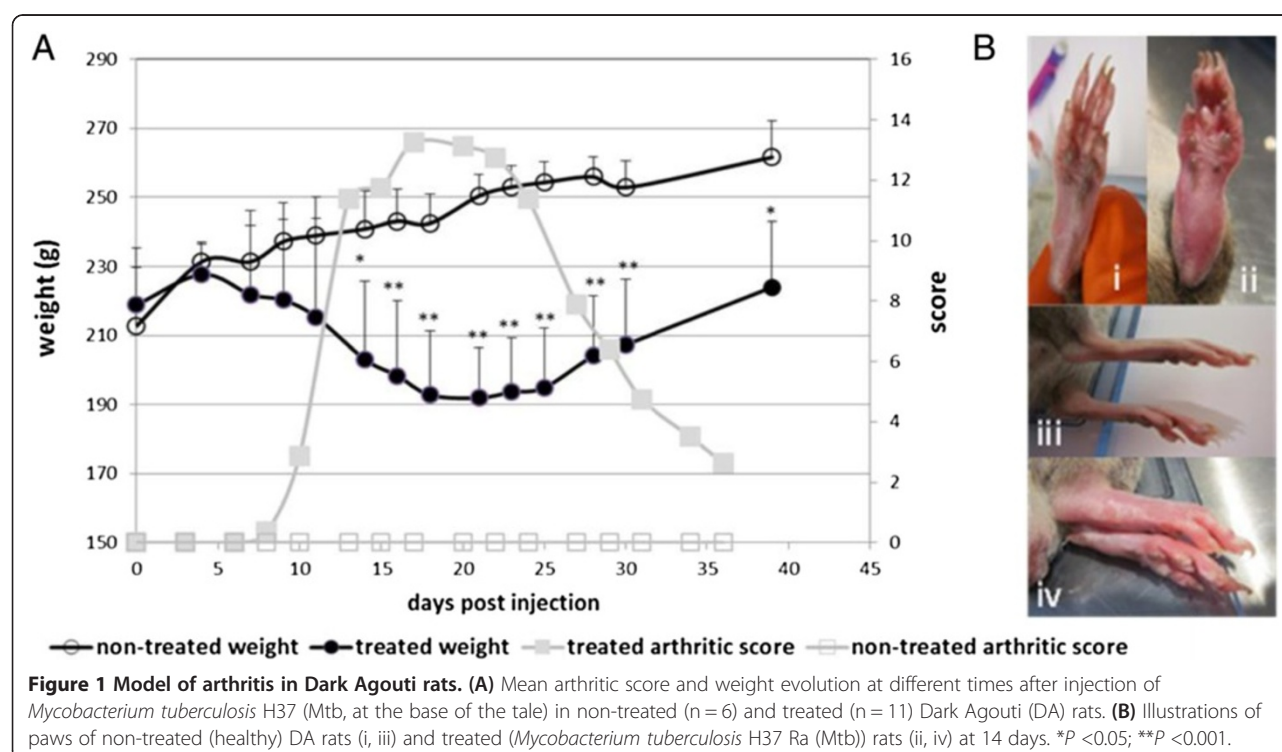 A
B
290
270
250
230
210
190
170
150
weight (g)
16
14
12
10
8
6
4
2
0
score
*
**
**
**
**
**
**
**
*
0 5 10 15 20 25 30 35 40 45
days post injection
i
ii
iii
iv
non-treated weight treated weight treated arthritic score non-treated arthritic score
Figure 1 Model of arthritis in Dark Agouti rats. (A) Mean arthritic score and weight evolution at different times after injection of
Mycobacterium tuberculosis H37 (Mtb, at the base of the tale) in non-treated (n = 6) and treated (n = 11) Dark Agouti (DA) rats. (B) Illustrations of
paws of non-treated (healthy) DA rats (i, iii) and treated (Mycobacterium tuberculosis H37 Ra (Mtb)) rats (ii, iv) at 14 days. *P <0.05; **P <0.001.